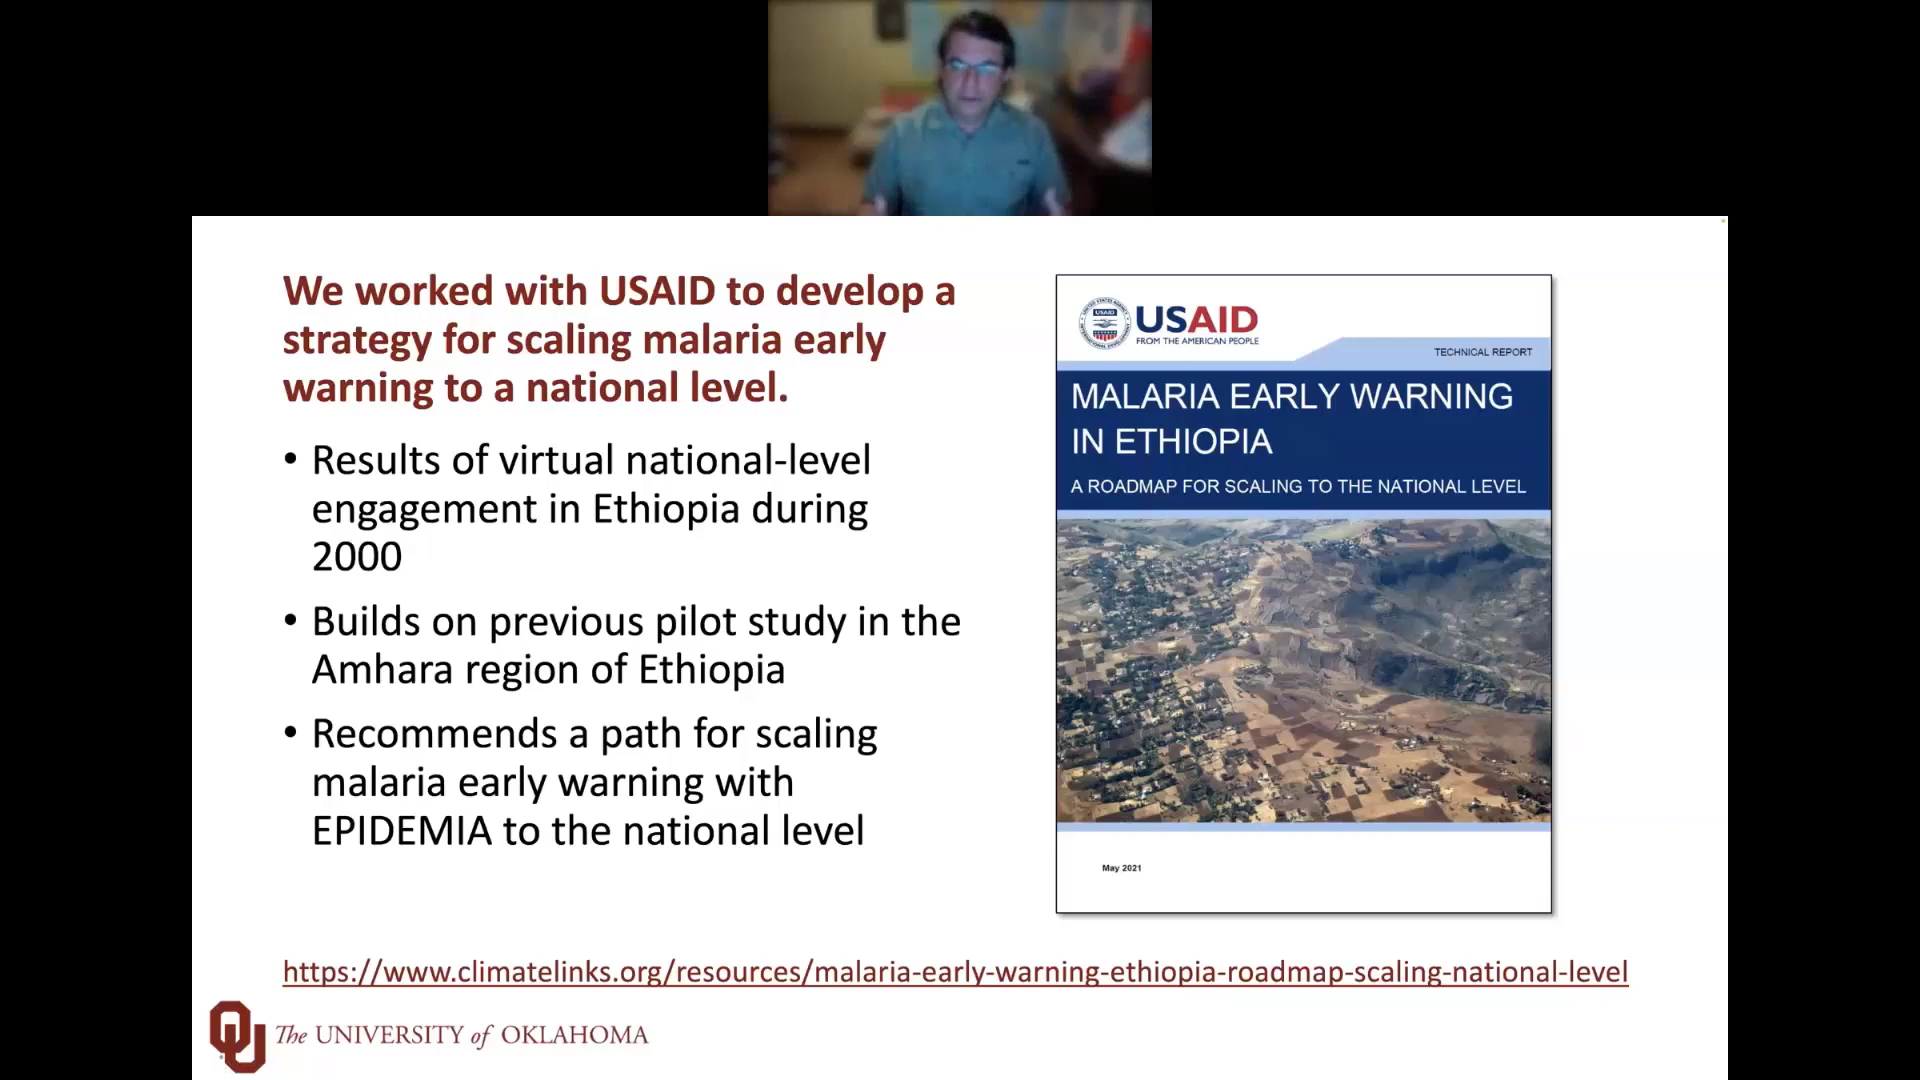 We worked with USAID to develop a
strategy for scaling malaria early
warning to a national level.
• Results of virtual national-level
engagement in Ethiopia during
2000
• Builds on previous pilot study in the
Amhara region of Ethiopia
• Recommends a path for scaling
malaria early warning with
EPIDEMIA to the national level
USAID
USAID
FROM THE AMERICAN PEOPLE
TECHNICAL REPORT
MALARIA EARLY WARNING
IN ETHIOPIA
A ROADMAP FOR SCALING TO THE NATIONAL LEVEL
May 2021
https://www.climatelinks.org/resources/malaria-early-warning-ethiopia-roadmap-scaling-national-level
The UNIVERSITY of OKLAHOMA